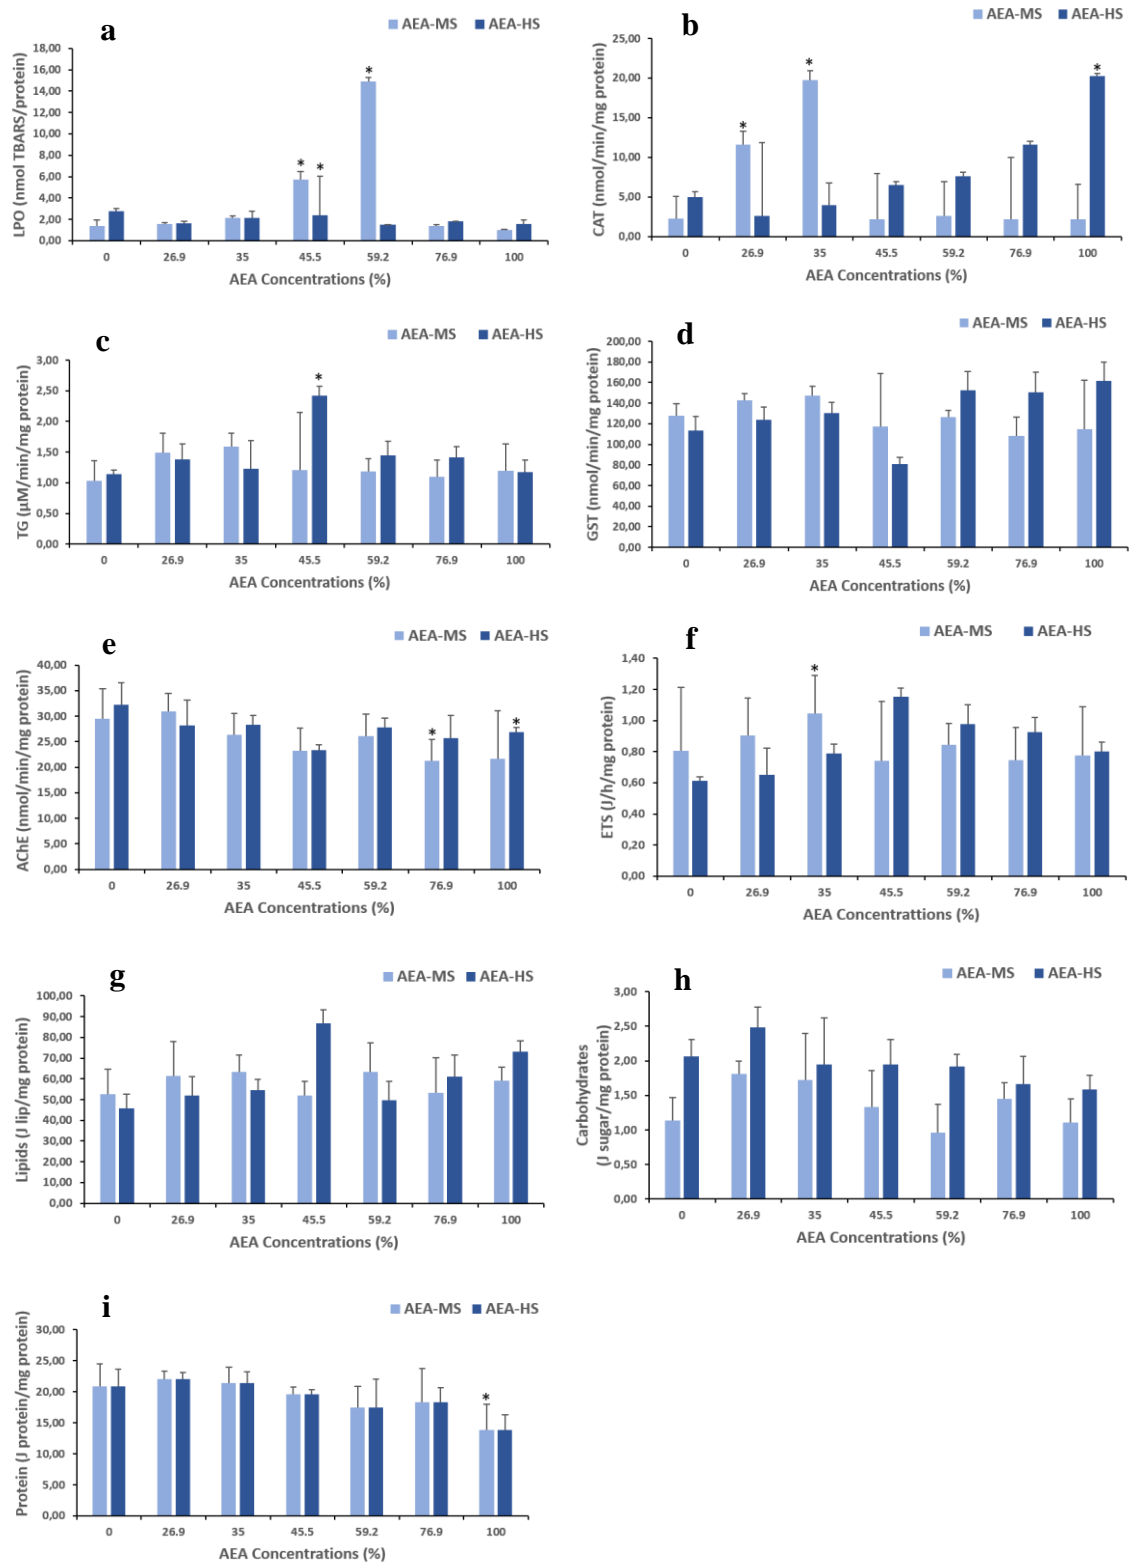 a
AEA-MS AEA-HS
LPO (nmol TBARS/protein)
18,00
16,00
14,00
12,00
10,00
8,00
6,00
4,00
2,00
0,00
* * *
0 26.9 35 45.5 59.2 76.9 100
AEA Concentrations (%)
b
AEA-MS AEA-HS
CAT (nmol/min/mg protein)
25,00
20,00
15,00
10,00
5,00
0,00
* * *
0 26.9 35 45.5 59.2 76.9 100
AEA Concentrations (%)
c
AEA-MS AEA-HS
TG (µM/min/mg protein)
3,00
2,50
2,00
1,50
1,00
0,50
0,00
*
0 26.9 35 45.5 59.2 76.9 100
AEA Concentrations (%)
d
AEA-MS AEA-HS
GST (nmol/min/mg protein)
200,00
180,00
160,00
140,00
120,00
100,00
80,00
60,00
40,00
20,00
0,00
0 26.9 35 45.5 59.2 76.9 100
AEA Concentrations (%)
e
AEA-MS AEA-HS
AChE (nmol/min/mg protein)
40,00
35,00
30,00
25,00
20,00
15,00
10,00
5,00
0,00
* *
0 26.9 35 45.5 59.2 76.9 100
AEA Concentrations (%)
f
AEA-MS AEA-HS
ETS (J/h/mg protein)
1,40
1,20
1,00
0,80
0,60
0,40
0,20
0,00
*
0 26.9 35 45.5 59.2 76.9 100
AEA Concentrattions (%)
g
AEA-MS AEA-HS
Lipids (J lip/mg protein)
100,00
90,00
80,00
70,00
60,00
50,00
40,00
30,00
20,00
10,00
0,00
0 26.9 35 45.5 59.2 76.9 100
AEA Concentrations (%)
h
AEA-MS AEA-HS
Carbohydrates
(J sugar/mg protein)
3,00
2,50
2,00
1,50
1,00
0,50
0,00
0 26.9 35 45.5 59.2 76.9 100
AEA Concentrations (%)
i
AEA-MS AEA-HS
Protein (J protein/mg protein)
30,00
25,00
20,00
15,00
10,00
5,00
0,00
*
0 26.9 35 45.5 59.2 76.9 100
AEA Concentrations (%)